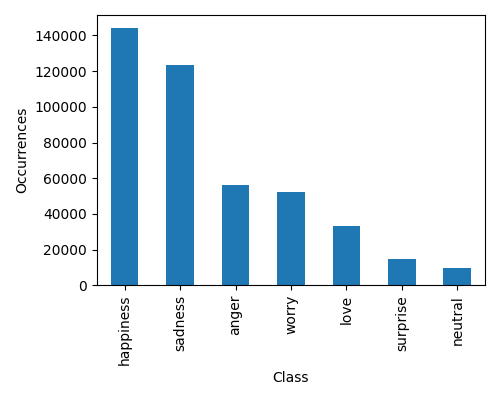 140000
120000
100000
80000
60000
40000
20000
0
Occurrences
happiness
sadness
anger
worry
love
surprise
neutral
Class